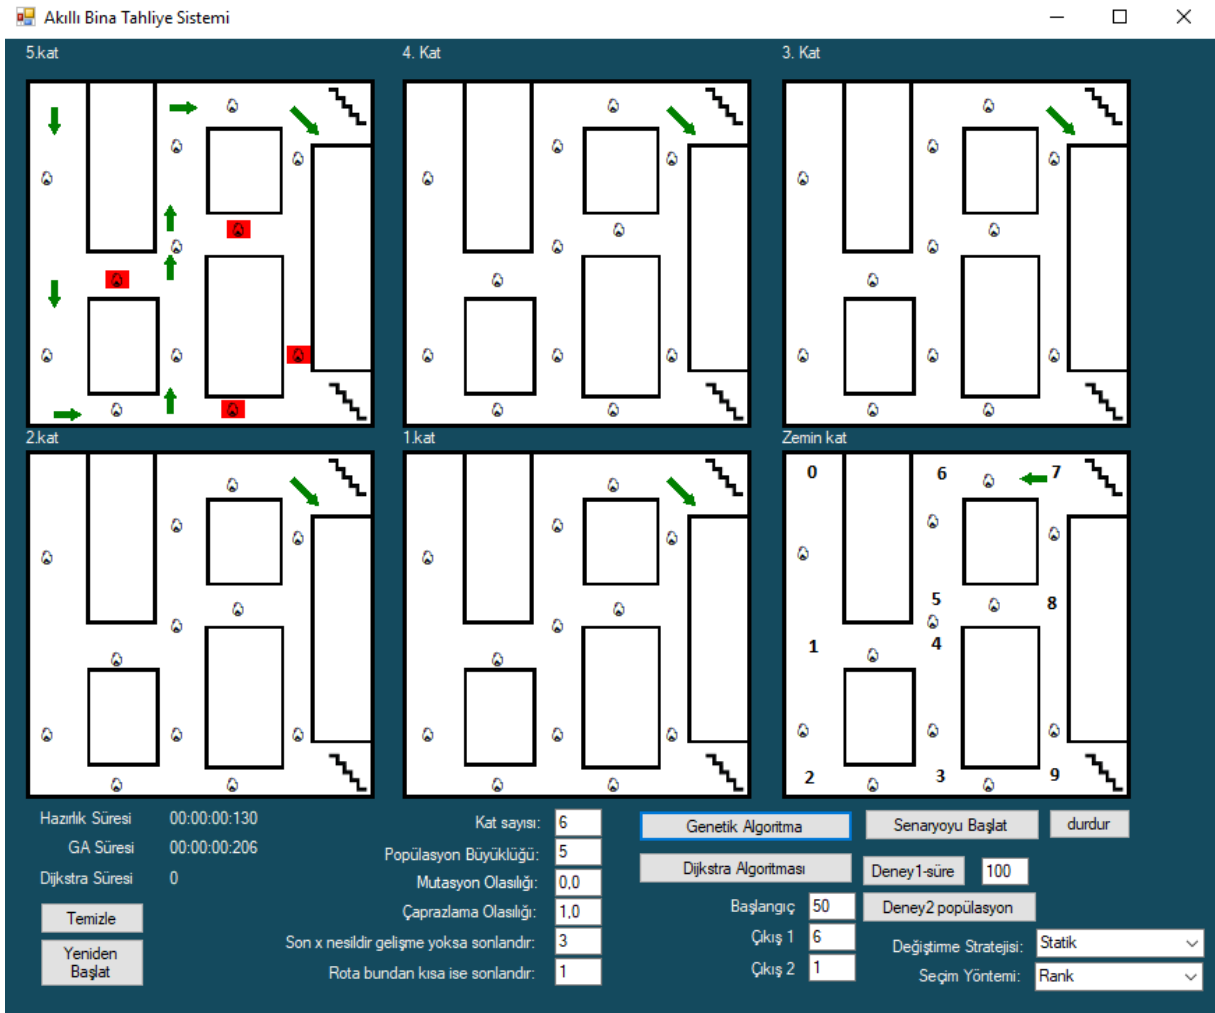 Akıllı Bina Tahliye Sistemi
5.kat
4. Kat
3. Kat
2.kat
1.kat
Zemin kat
0
6
7
5
8
4
1
2
3
9
Hazırlık Süresi 00:00:00:130
GA Süresi 00:00:00:206
Dijkstra Süresi 0
Temizle
Yeniden
Başlat
Kat sayısı: 6
Popülasyon Büyüklüğü: 5
Mutasyon Olasılığı: 0,0
Çaprazlama Olasılığı: 1,0
Son x nesildir gelişme yoksa sonlandır: 3
Rota bundan kısa ise sonlandır: 1
Genetik Algoritma
Senaryoyu Başlat
durdur
Dijkstra Algoritması
Deney1-süre 100
Başlangıç 50
Deney2 popülasyon
Çıkış 1 6
Çıkış 2 1
Değiştirme Stratejisi: Statik
Seçim Yöntemi: Rank